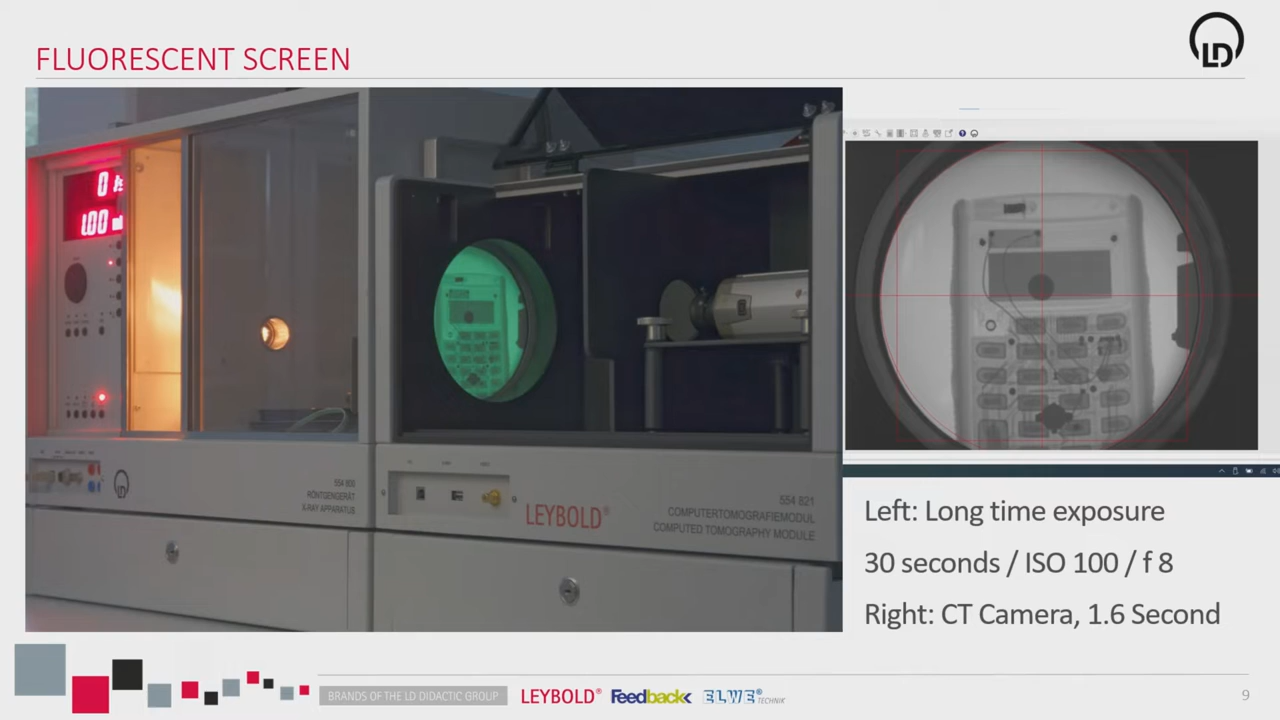 FLUORESCENT SCREEN
LD
0
1.00
554 800
RÖNTGENGERÄT
X-RAY APPARATUS
LEYBOLD®
554 821
COMPUTERTOMOGRAFIEMODUL
COMPUTED TOMOGRAPHY MODULE
Left: Long time exposure
30 seconds / ISO 100 / f 8
Right: CT Camera, 1.6 Second
BRANDS OF THE LD DIDACTIC GROUP
LEYBOLD®
Feedback
ELWE®
TECHNIK
9